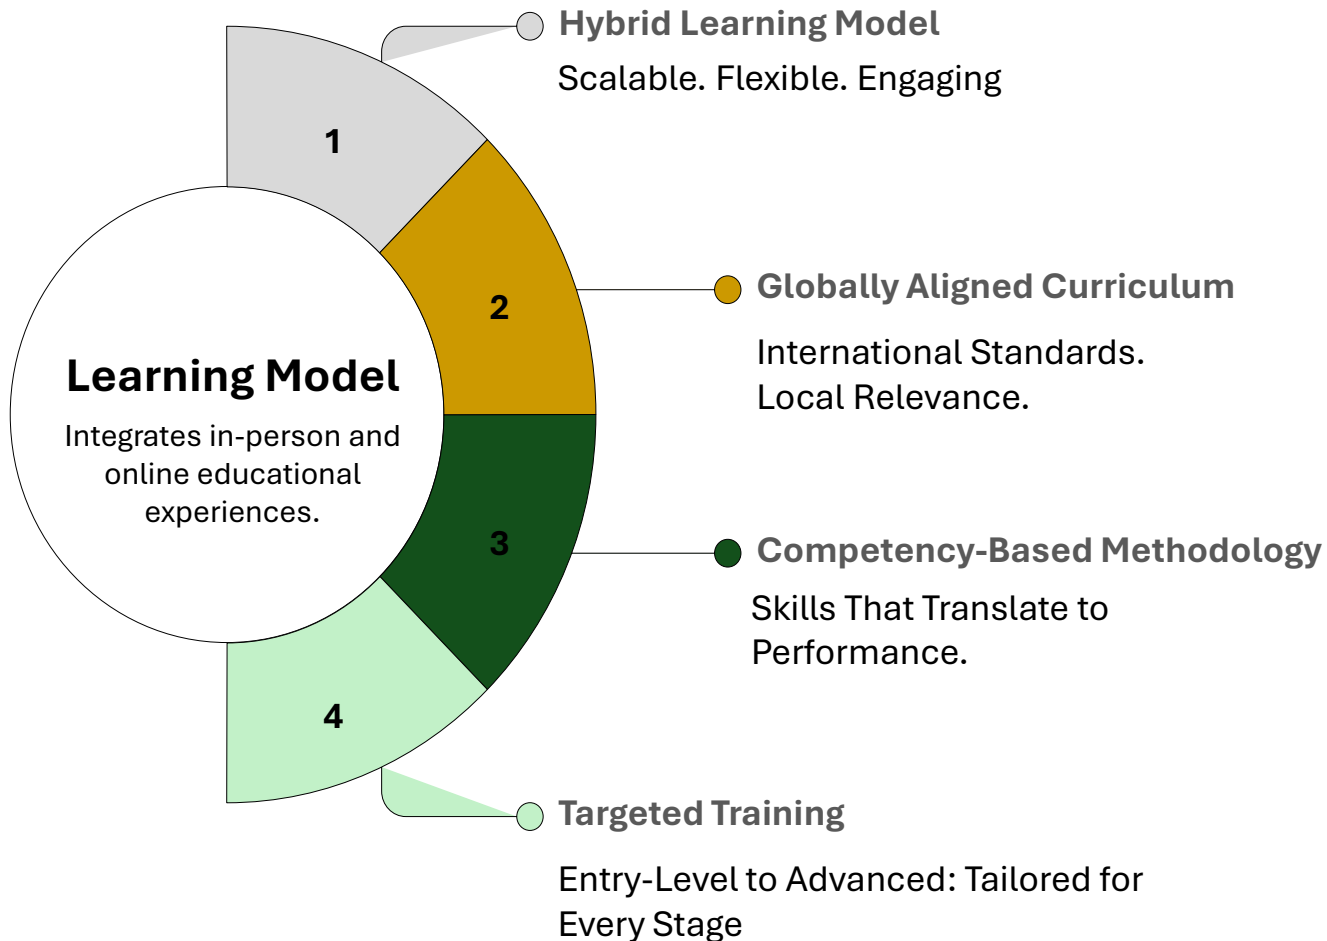 Hybrid Learning Model
Scalable. Flexible. Engaging
1
2
Globally Aligned Curriculum
International Standards.
Local Relevance.
Learning Model
Integrates in-person and
online educational
experiences.
3
Competency-Based Methodology
Skills That Translate to
Performance.
4
Targeted Training
Entry-Level to Advanced: Tailored for
Every Stage